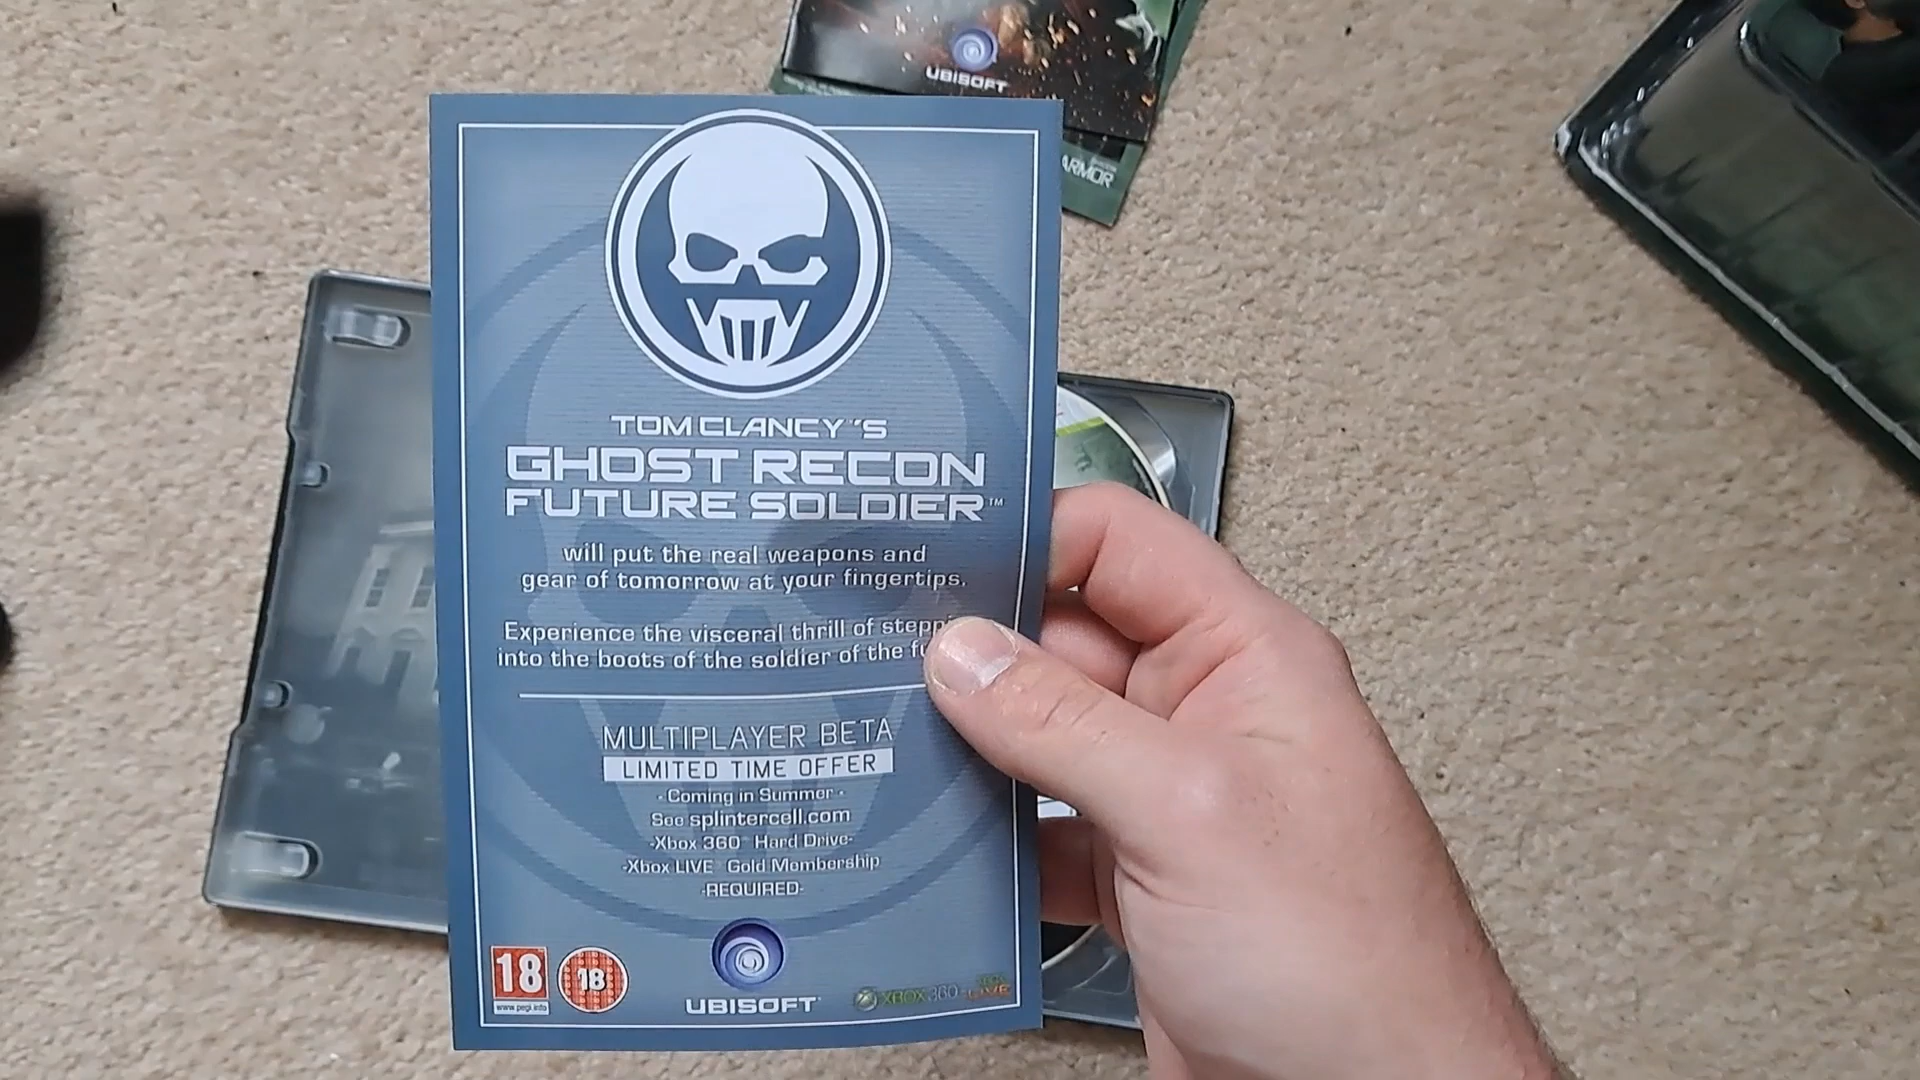 UBISOFT
ARMOR
TOM CLANCY'S
GHOST RECON
FUTURE SOLDIER™
will put the real weapons and
gear of tomorrow at your fingertips.
Experience the visceral thrill of
into the boots of the soldier of the
MULTIPLAYER BETA
LIMITED TIME OFFER
- Coming in Summer -
See splintercell.com
-Xbox 360™ Hard Drive-
-Xbox LIVE™ Gold Membership
-REQUIRED-
18
www.pegi.info
18
UBISOFT
XBOX 360 LIVE